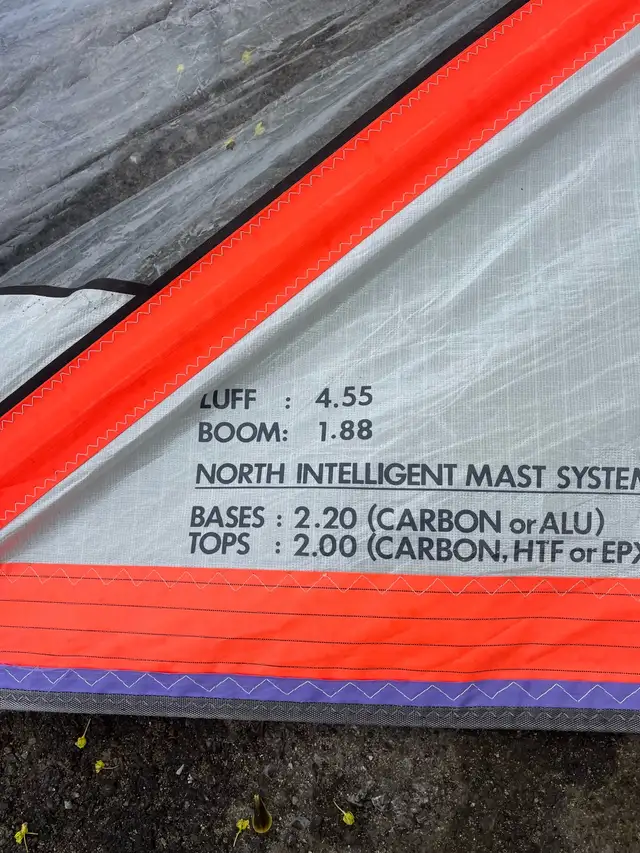 LUFF : 4.55
BOOM: 1.88
NORTH INTELLIGENT MAST SYSTEM
BASES : 2.20 (CARBON or ALU)
TOPS : 2.00 (CARBON, HTF or EPX